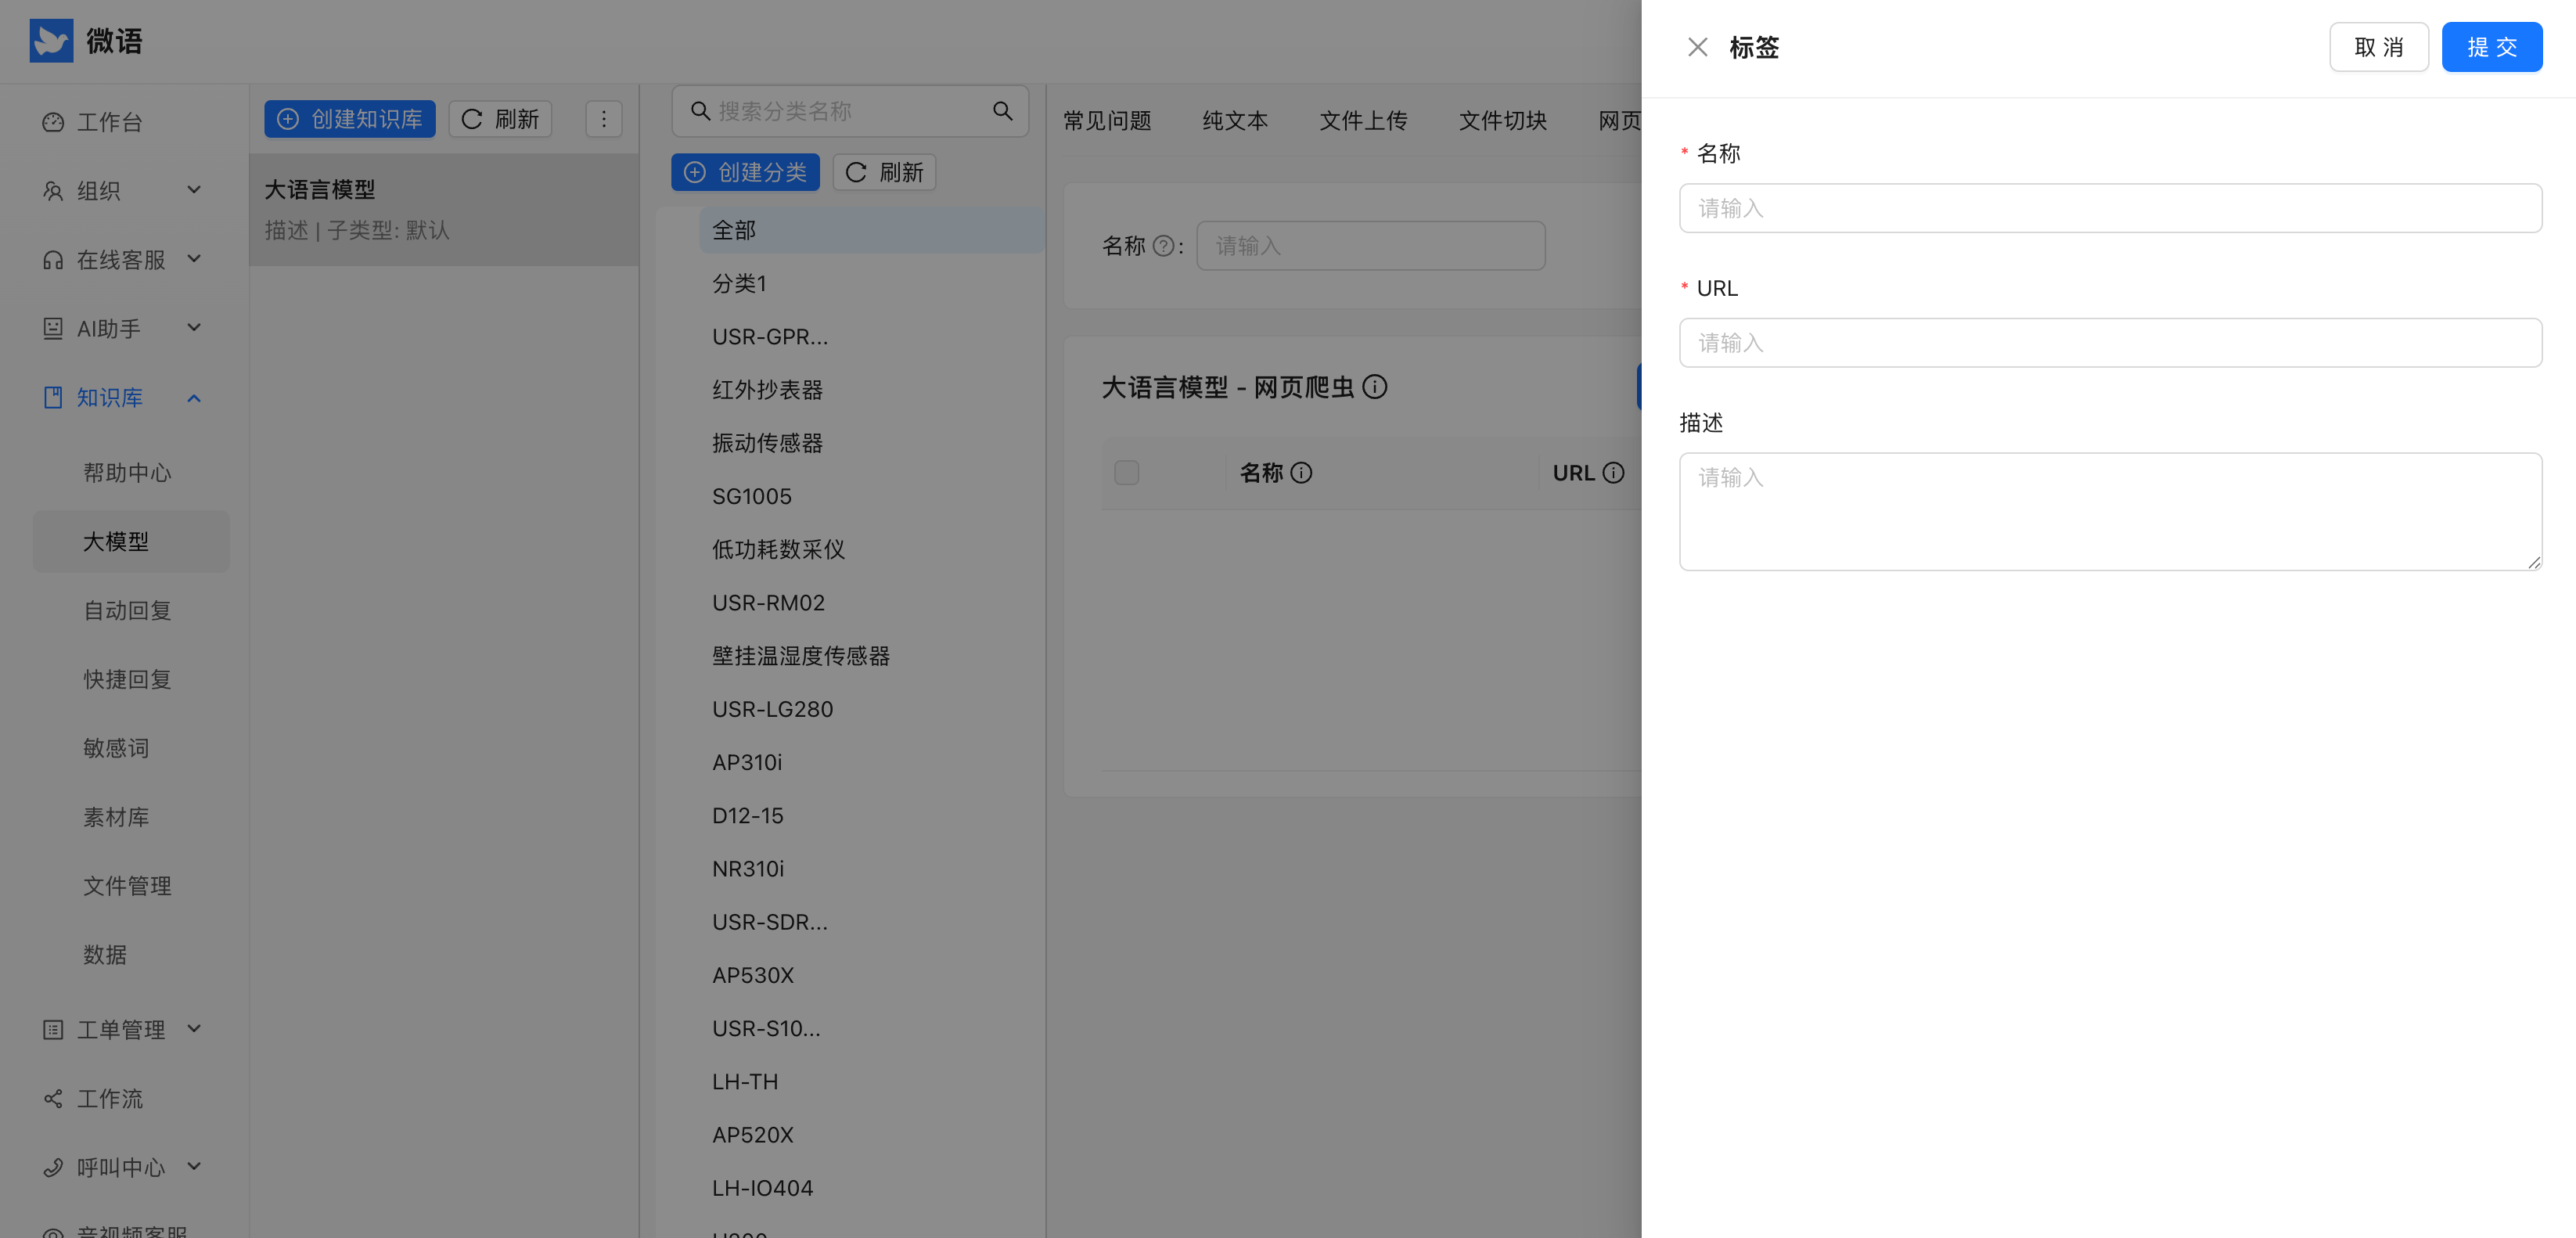 微语
工作台
组织
在线客服
AI助手
知识库
帮助中心
大模型
自动回复
快捷回复
敏感词
素材库
文件管理
数据
工单管理
工作流
呼叫中心
音视频客服
创建知识库
刷新
大语言模型
描述 | 子类型: 默认
搜索分类名称
创建分类
刷新
全部
分类1
USR-GPR...
红外抄表器
振动传感器
SG1005
低功耗数采仪
USR-RM02
壁挂温湿度传感器
USR-LG280
AP310i
D12-15
NR310i
USR-SDR...
AP530X
USR-S10...
LH-TH
AP520X
LH-IO404
常见问题 纯文本 文件上传 文件切块 网页
名称 : 请输入
大语言模型 - 网页爬虫
名称 URL
标签
取 消 提 交
* 名称
请输入
* URL
请输入
描述
请输入